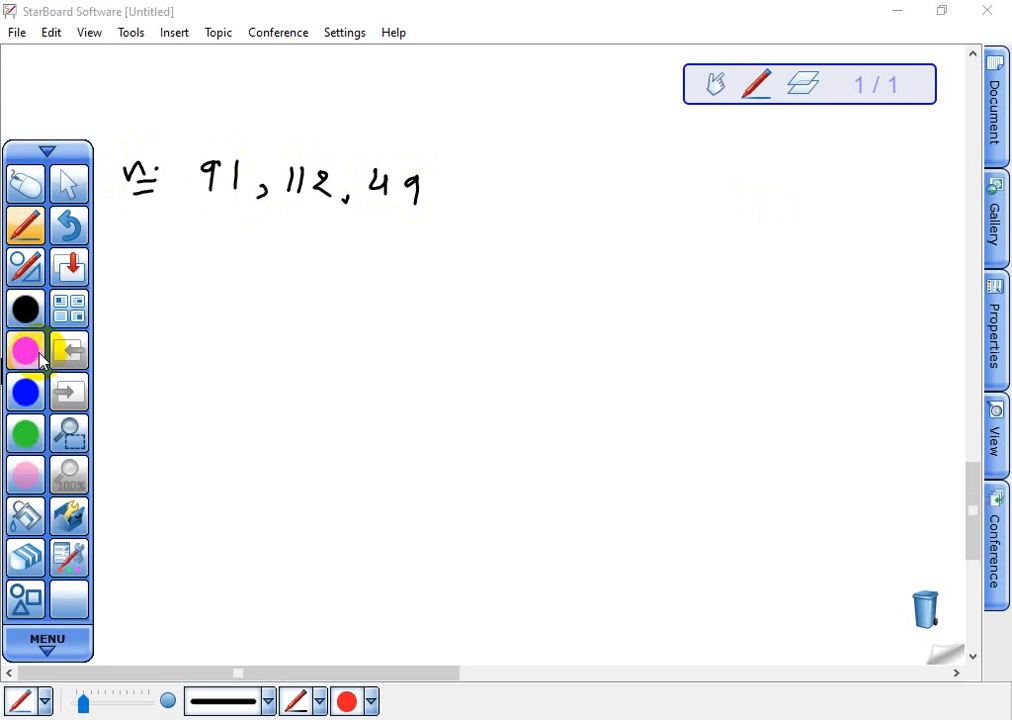 StarBoard Software [Untitled]
File Edit View Tools Insert Topic Conference Settings Help
1 / 1
91, 112, 49
Document
Gallery
Properties
View
Conference
100%
MENU